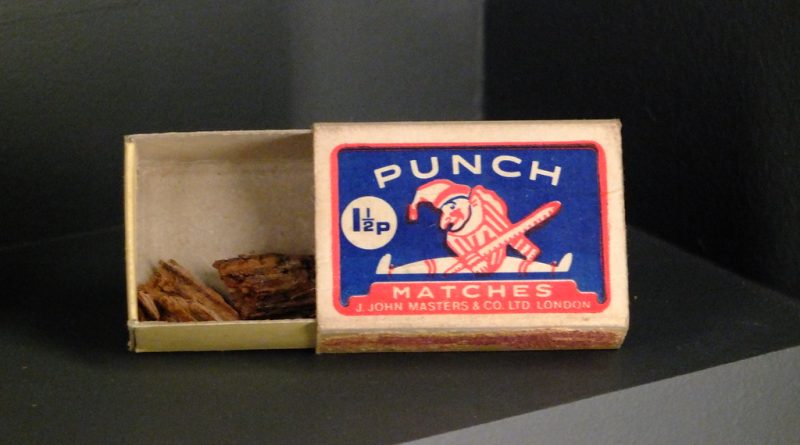 PUNCH
1½P
MATCHES
J. JOHN MASTERS & CO. LTD. LONDON